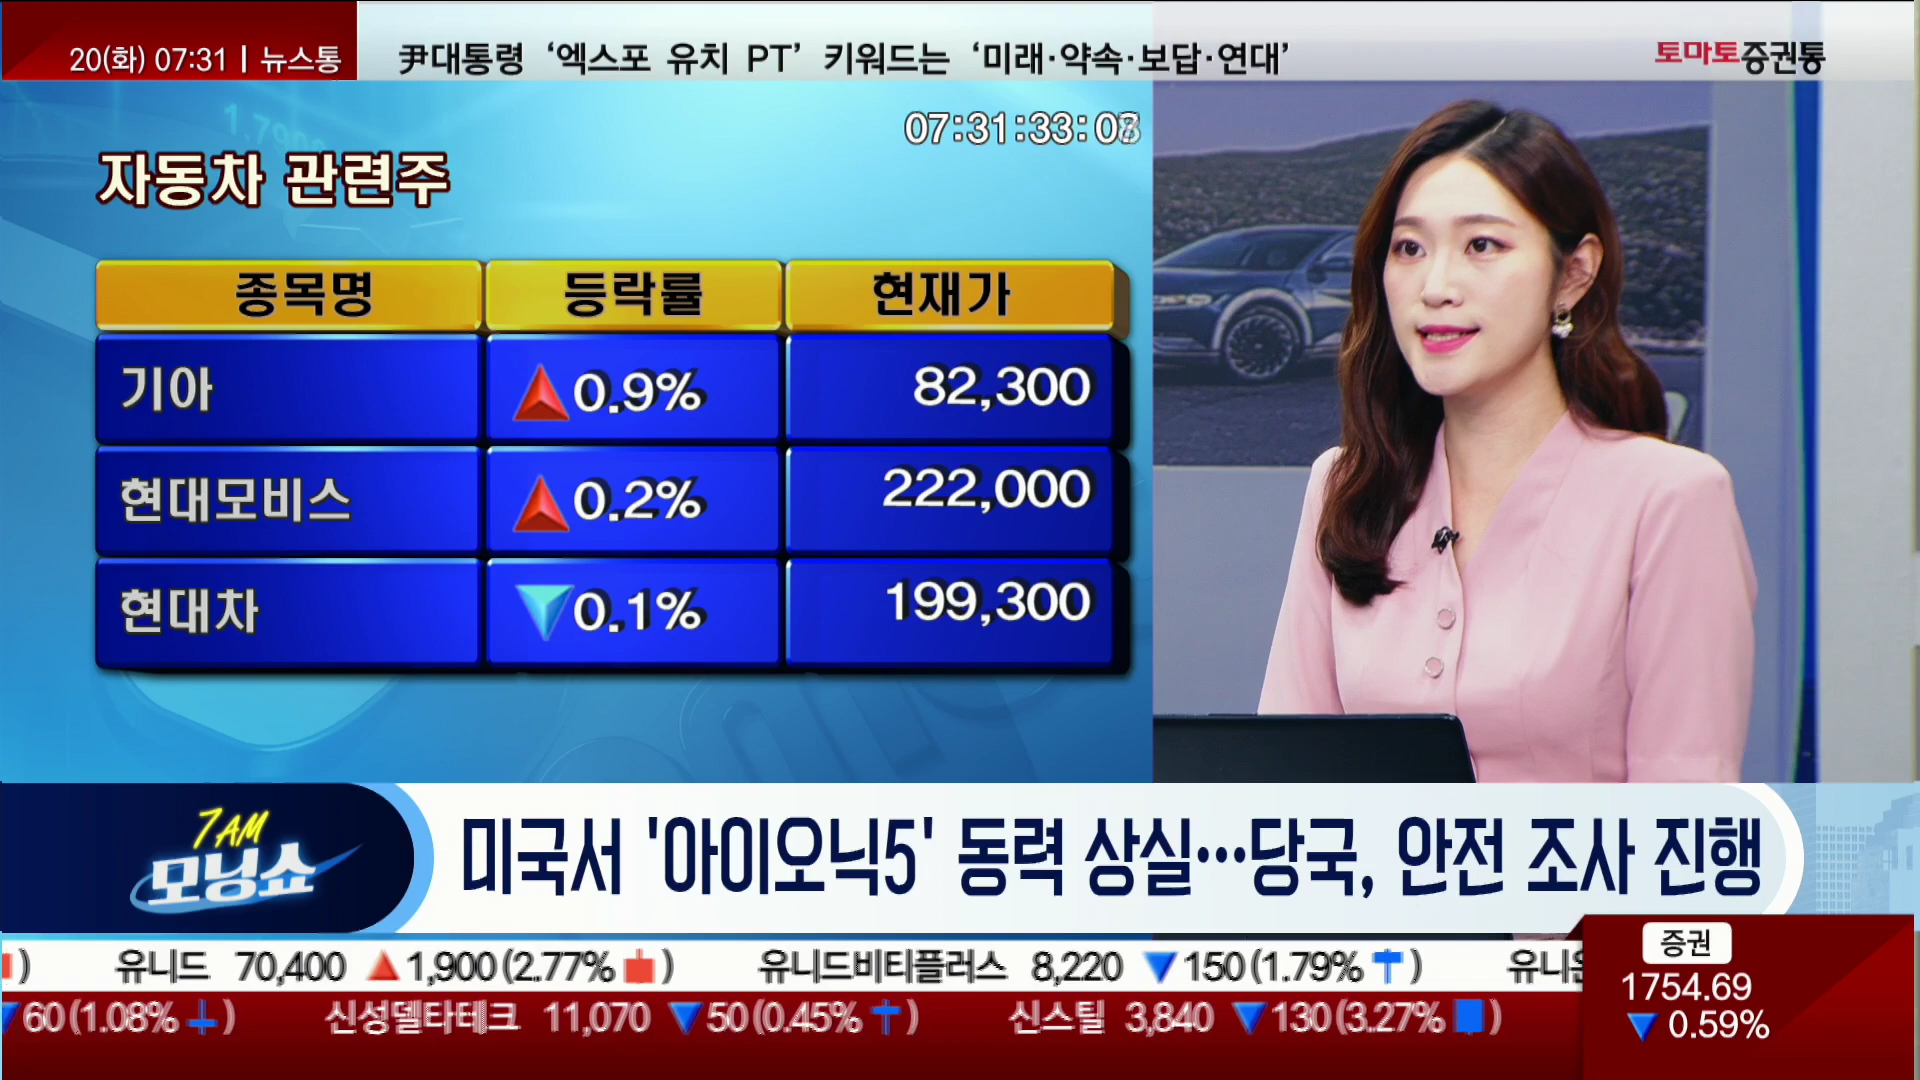 20(화) 07:31 | 뉴스통
尹대통령 '엑스포 유치 PT' 키워드는 '미래·약속·보답·연대'
토마토증권통
07:31:33:
자동차 관련주
종목명 등락률 현재가
기아 ▲0.9% 82,300
현대모비스 ▲0.2% 222,000
현대차 ▼0.1% 199,300
7AM
모닝쇼
미국서 '아이오닉5' 동력 상실…당국, 안전 조사 진행
) 유니드 70,400 ▲1,900(2.77%) 유니드비티플러스 8,220 ▼150(1.79%)
▼60(1.08%) 신성델타테크 11,070 ▼50(0.45%) 신스틸 3,840 ▼130(3.27%)
증권
1754.69
▼0.59%